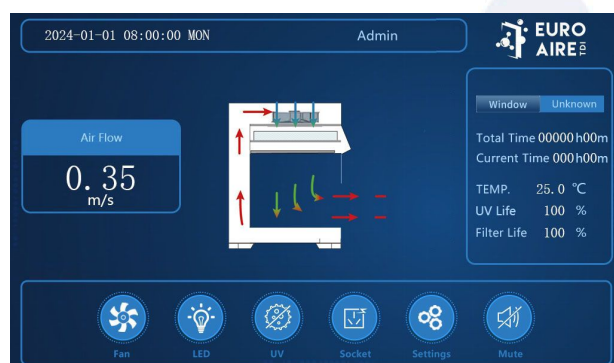 2024-01-01 08:00:00 MON
Admin
EURO
AIRE TDI
Window Unknown
Total Time 00000h00m
Current Time 000h00m
TEMP. 25.0 ℃
UV Life 100 %
Filter Life 100 %
Air Flow
0.35
m/s
Fan
LED
UV
Socket
Settings
Mute